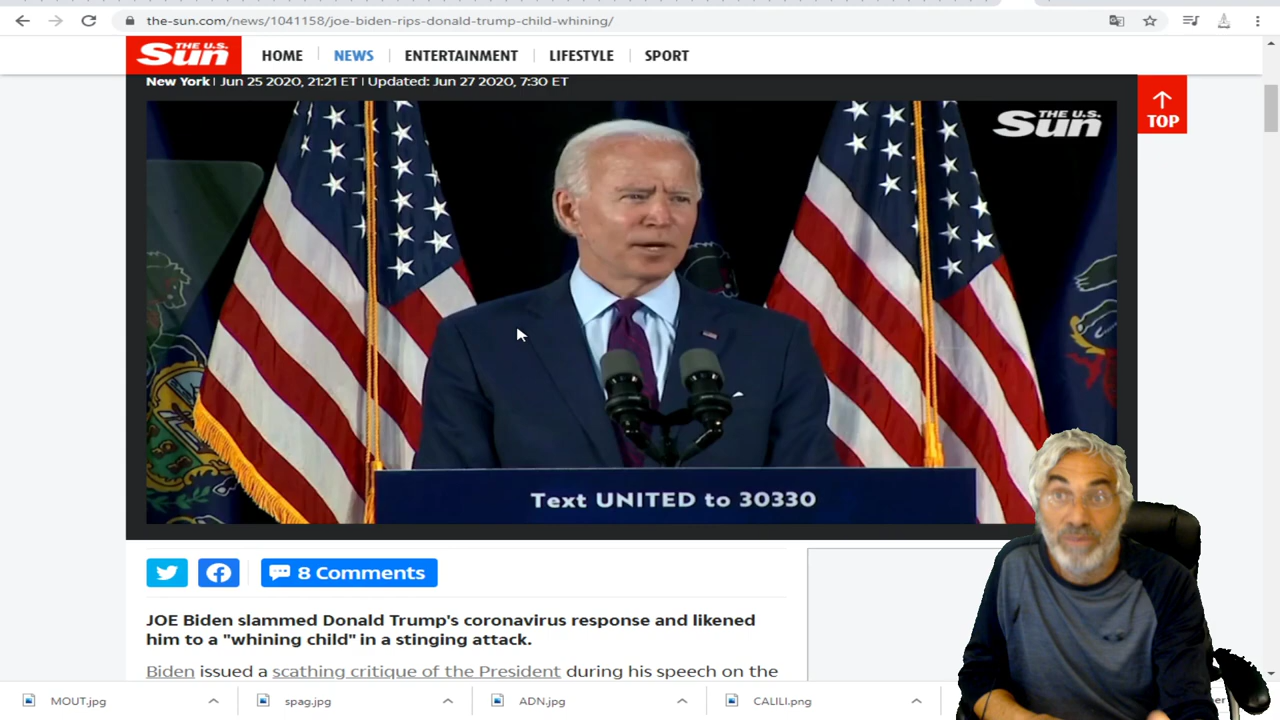 the-sun.com/news/1041158/joe-biden-rips-donald-trump-child-whining/
THE U.S.
Sun
HOME
NEWS
ENTERTAINMENT
LIFESTYLE
SPORT
New York | Jun 25 2020, 21:21 ET | Updated: Jun 27 2020, 7:30 ET
TOP
THE U.S.
Sun
Text UNITED to 30330
8 Comments
JOE Biden slammed Donald Trump's coronavirus response and likened
him to a "whining child" in a stinging attack.
Biden issued a scathing critique of the President during his speech on the
MOUT.jpg
spag.jpg
ADN.jpg
CALILI.png